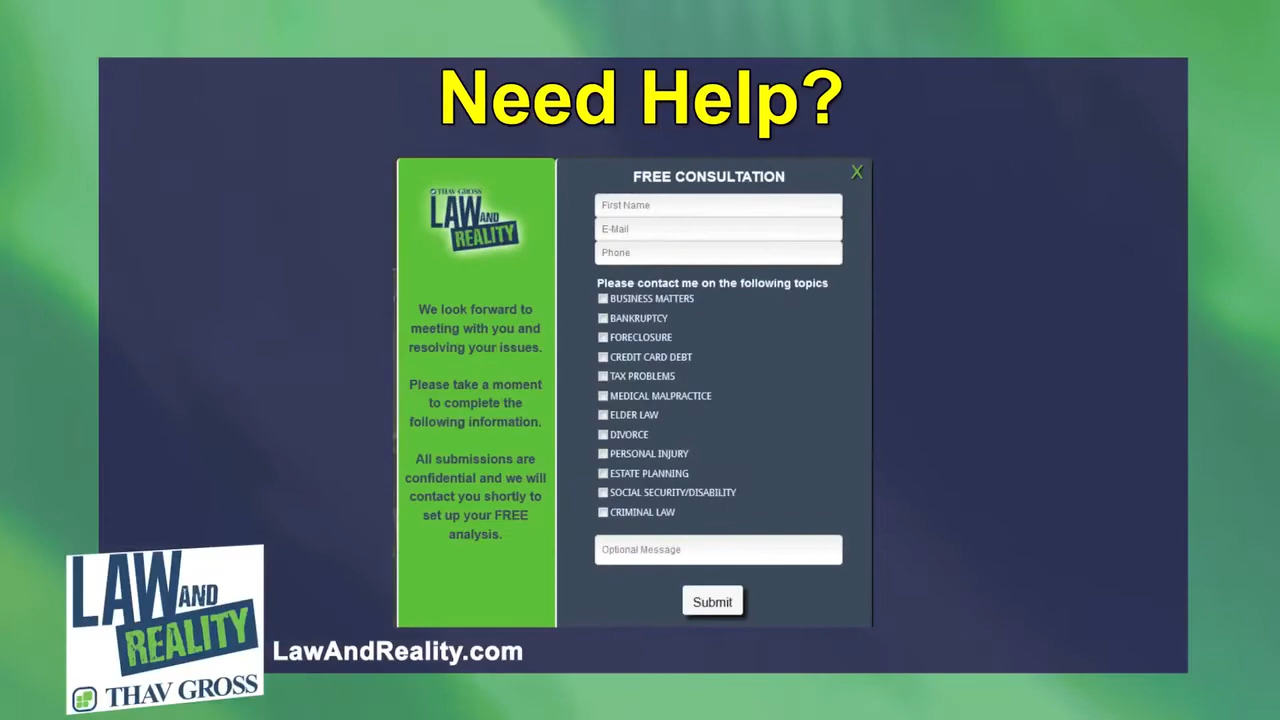 Need Help?
THAV GROSS
LAW AND
REALITY
We look forward to
meeting with you and
resolving your issues.
Please take a moment
to complete the
following information.
All submissions are
confidential and we will
contact you shortly to
set up your FREE
analysis.
FREE CONSULTATION
X
First Name
E-Mail
Phone
Please contact me on the following topics
BUSINESS MATTERS
BANKRUPTCY
FORECLOSURE
CREDIT CARD DEBT
TAX PROBLEMS
MEDICAL MALPRACTICE
ELDER LAW
DIVORCE
PERSONAL INJURY
ESTATE PLANNING
SOCIAL SECURITY/DISABILITY
CRIMINAL LAW
Optional Message
Submit
LAW AND
REALITY
THAV GROSS
LawAndReality.com